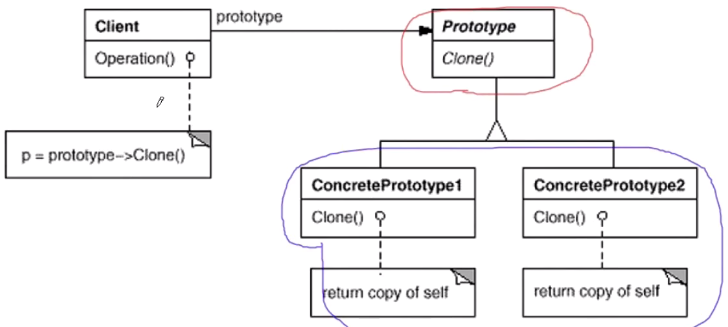 Client
Operation()
p = prototype->Clone()
prototype
Prototype
Clone()
ConcretePrototype1
Clone()
return copy of self
ConcretePrototype2
Clone()
return copy of self